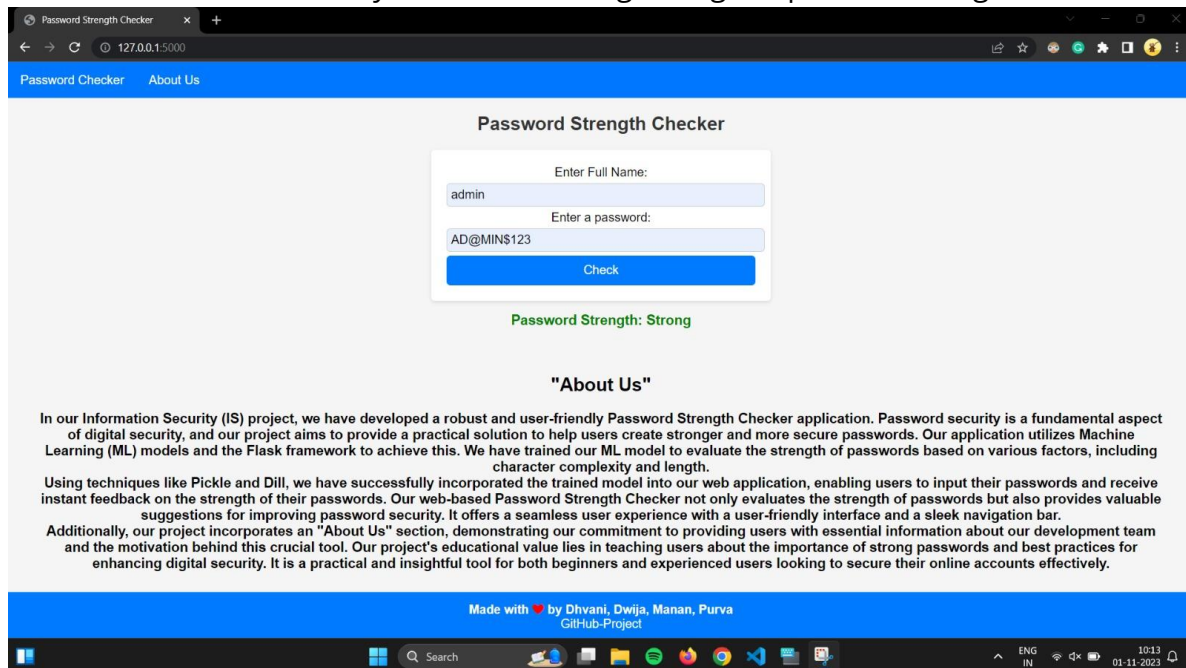 Password Strength Checker
127.0.0.1:5000
Password Checker About Us
Password Strength Checker
Enter Full Name:
admin
Enter a password:
AD@MIN$123
Check
Password Strength: Strong
"About Us"
In our Information Security (IS) project, we have developed a robust and user-friendly Password Strength Checker application. Password security is a fundamental aspect
of digital security, and our project aims to provide a practical solution to help users create stronger and more secure passwords. Our application utilizes Machine
Learning (ML) models and the Flask framework to achieve this. We have trained our ML model to evaluate the strength of passwords based on various factors, including
character complexity and length.
Using techniques like Pickle and Dill, we have successfully incorporated the trained model into our web application, enabling users to input their passwords and receive
instant feedback on the strength of their passwords. Our web-based Password Strength Checker not only evaluates the strength of passwords but also provides valuable
suggestions for improving password security. It offers a seamless user experience with a user-friendly interface and a sleek navigation bar.
Additionally, our project incorporates an "About Us" section, demonstrating our commitment to providing users with essential information about our development team
and the motivation behind this crucial tool. Our project's educational value lies in teaching users about the importance of strong passwords and best practices for
enhancing digital security. It is a practical and insightful tool for both beginners and experienced users looking to secure their online accounts effectively.
Made with ❤ by Dhvani, Dwija, Manan, Purva
GitHub-Project
Search
ENG
IN
10:13
01-11-2023